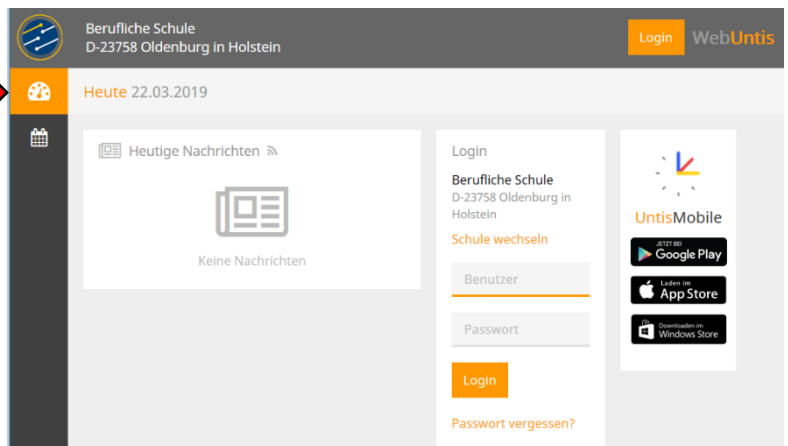 Berufliche Schule
D-23758 Oldenburg in Holstein
Login WebUntis
Heute 22.03.2019
Heutige Nachrichten
Keine Nachrichten
Login
Berufliche Schule
D-23758 Oldenburg in
Holstein
Schule wechseln
Benutzer
Passwort
Login
Passwort vergessen?
UntisMobile
JETZT BEI
Google Play
Laden im
App Store
Downloaden im
Windows Store